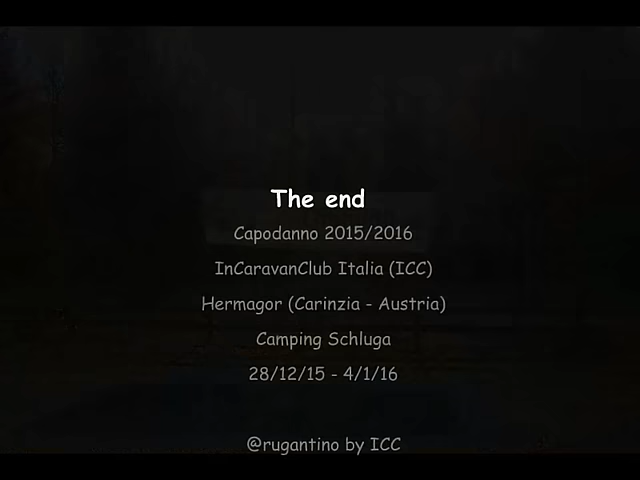 The end
Capodanno 2015/2016
InCaravanClub Italia (ICC)
Hermagor (Carinzia - Austria)
Camping Schluga
28/12/15 - 4/1/16
@rugantino by ICC